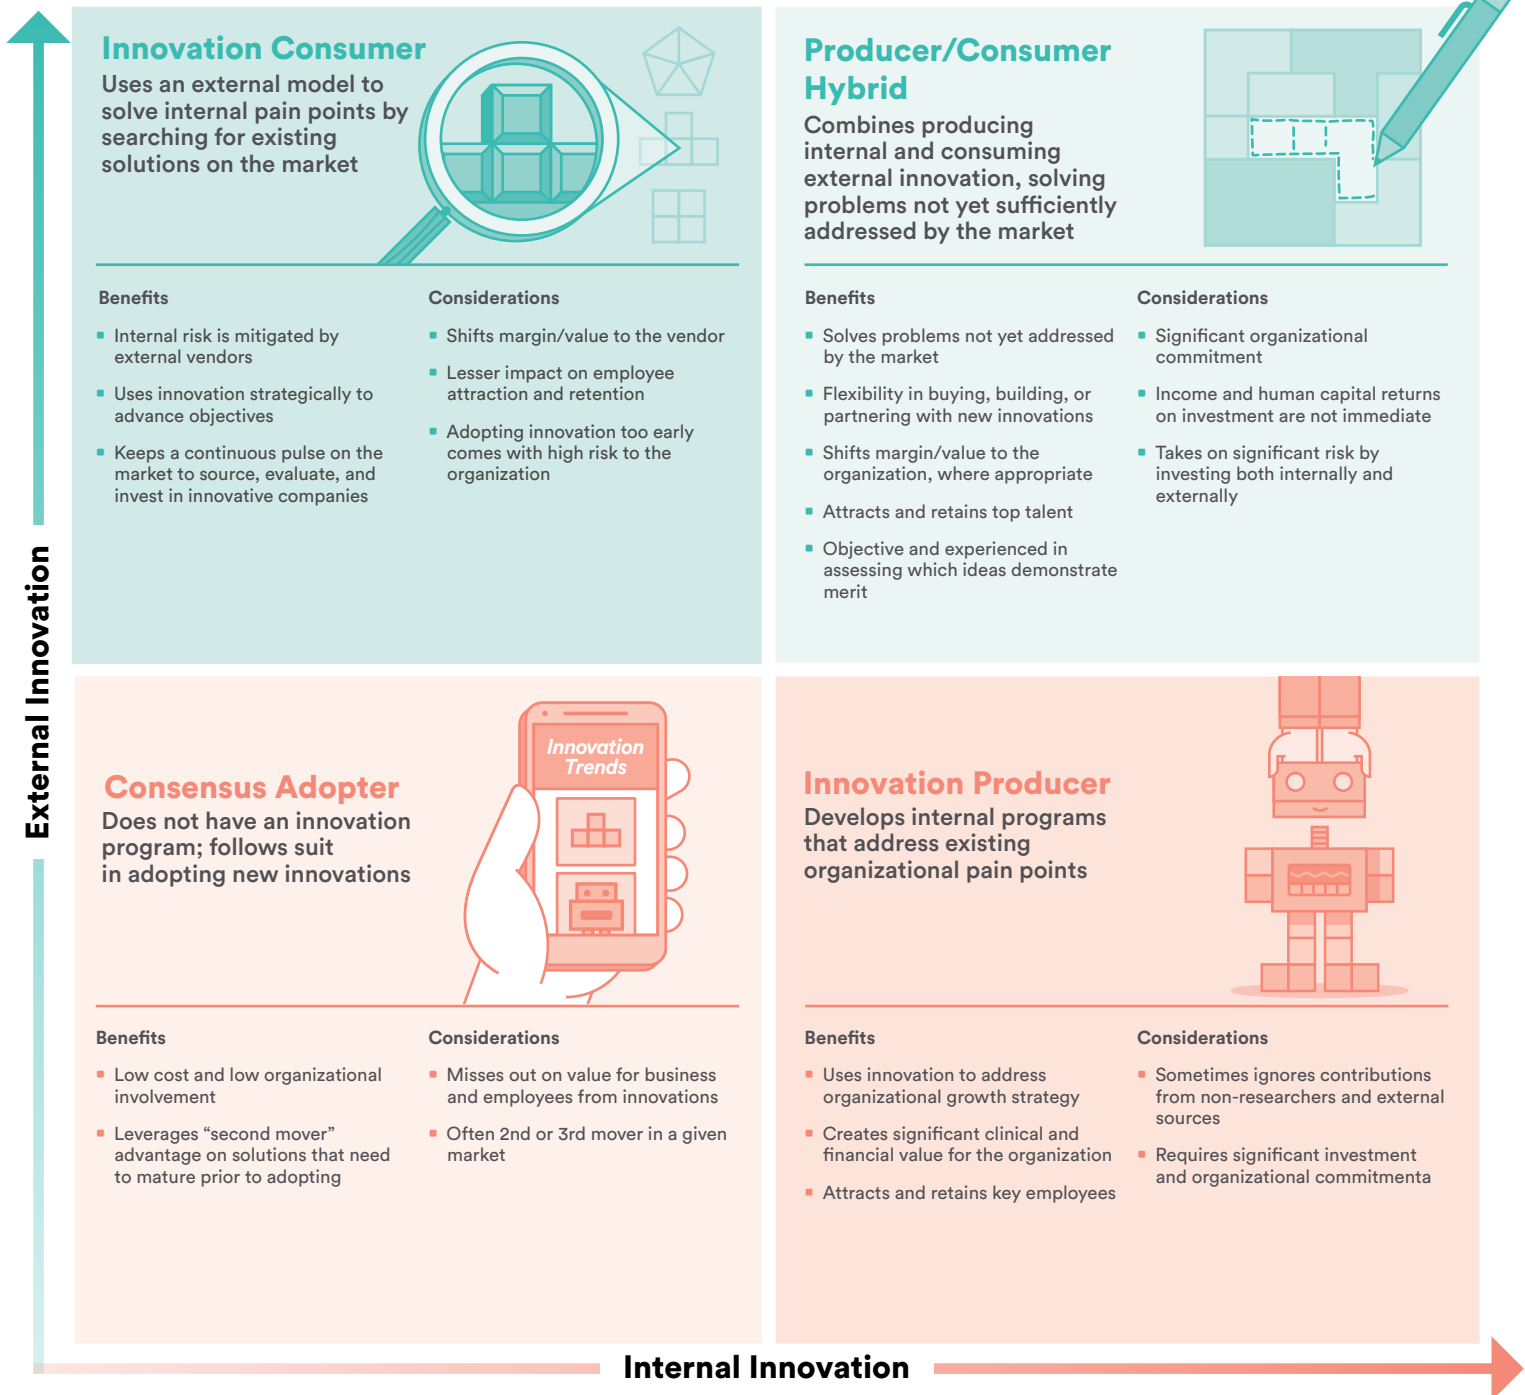 Innovation Consumer
Uses an external model to
solve internal pain points by
searching for existing
solutions on the market
Benefits
Internal risk is mitigated by
external vendors
Uses innovation strategically to
advance objectives
Keeps a continuous pulse on the
market to source, evaluate, and
invest in innovative companies
Considerations
Shifts margin/value to the vendor
Lesser impact on employee
attraction and retention
Adopting innovation too early
comes with high risk to the
organization
Producer/Consumer
Hybrid
Combines producing
internal and consuming
external innovation, solving
problems not yet sufficiently
addressed by the market
Benefits
Solves problems not yet addressed
by the market
Flexibility in buying, building, or
partnering with new innovations
Shifts margin/value to the
organization, where appropriate
Attracts and retains top talent
Objective and experienced in
assessing which ideas demonstrate
merit
Considerations
Significant organizational
commitment
Income and human capital returns
on investment are not immediate
Takes on significant risk by
investing both internally and
externally
External Innovation
Consensus Adopter
Does not have an innovation
program; follows suit
in adopting new innovations
Innovation
Trends
Benefits
Low cost and low organizational
involvement
Leverages “second mover”
advantage on solutions that need
to mature prior to adopting
Considerations
Misses out on value for business
and employees from innovations
Often 2nd or 3rd mover in a given
market
Innovation Producer
Develops internal programs
that address existing
organizational pain points
Benefits
Uses innovation to address
organizational growth strategy
Creates significant clinical and
financial value for the organization
Attracts and retains key employees
Considerations
Sometimes ignores contributions
from non-researchers and external
sources
Requires significant investment
and organizational commitmenta
Internal Innovation